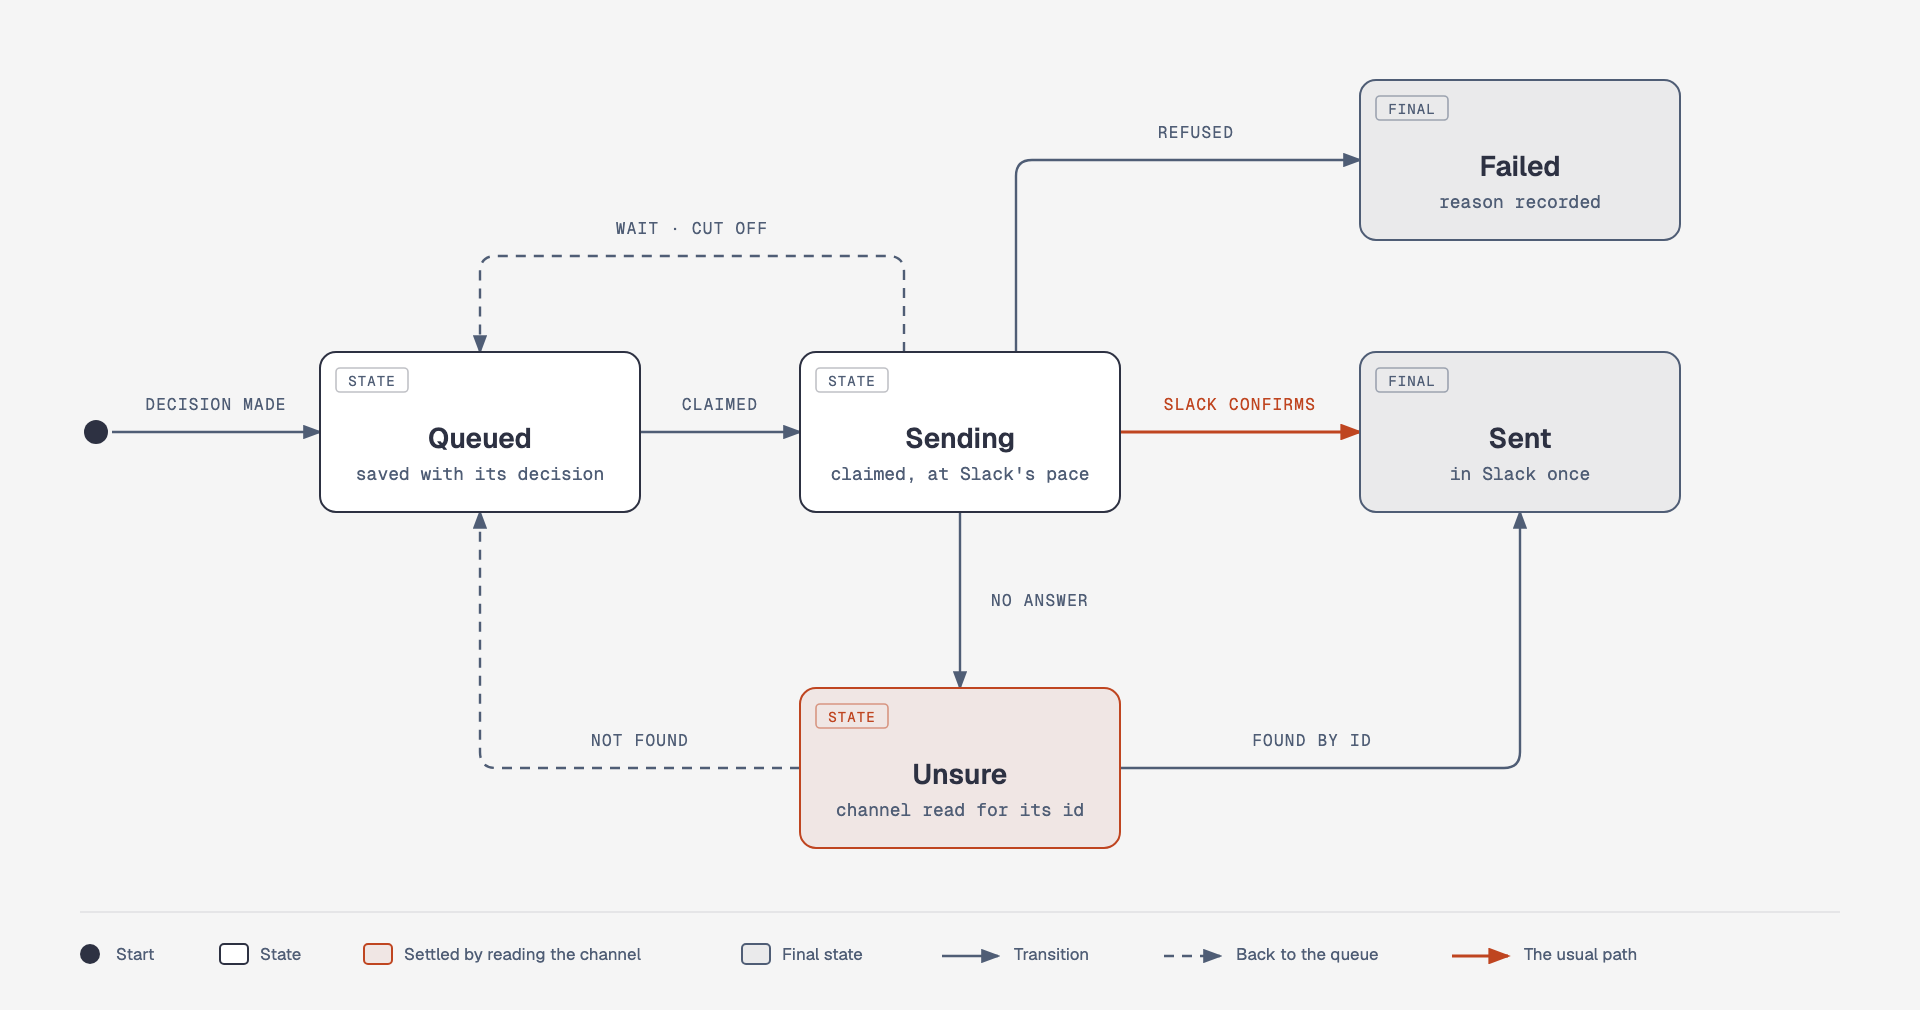 FINAL
REFUSED
Failed
reason recorded
WAIT · CUT OFF
STATE
STATE
FINAL
DECISION MADE
CLAIMED
SLACK CONFIRMS
Queued
Sending
Sent
saved with its decision
claimed, at Slack's pace
in Slack once
NO ANSWER
STATE
NOT FOUND
FOUND BY ID
Unsure
channel read for its id
Start
State
Settled by reading the channel
Final state
Transition
Back to the queue
The usual path